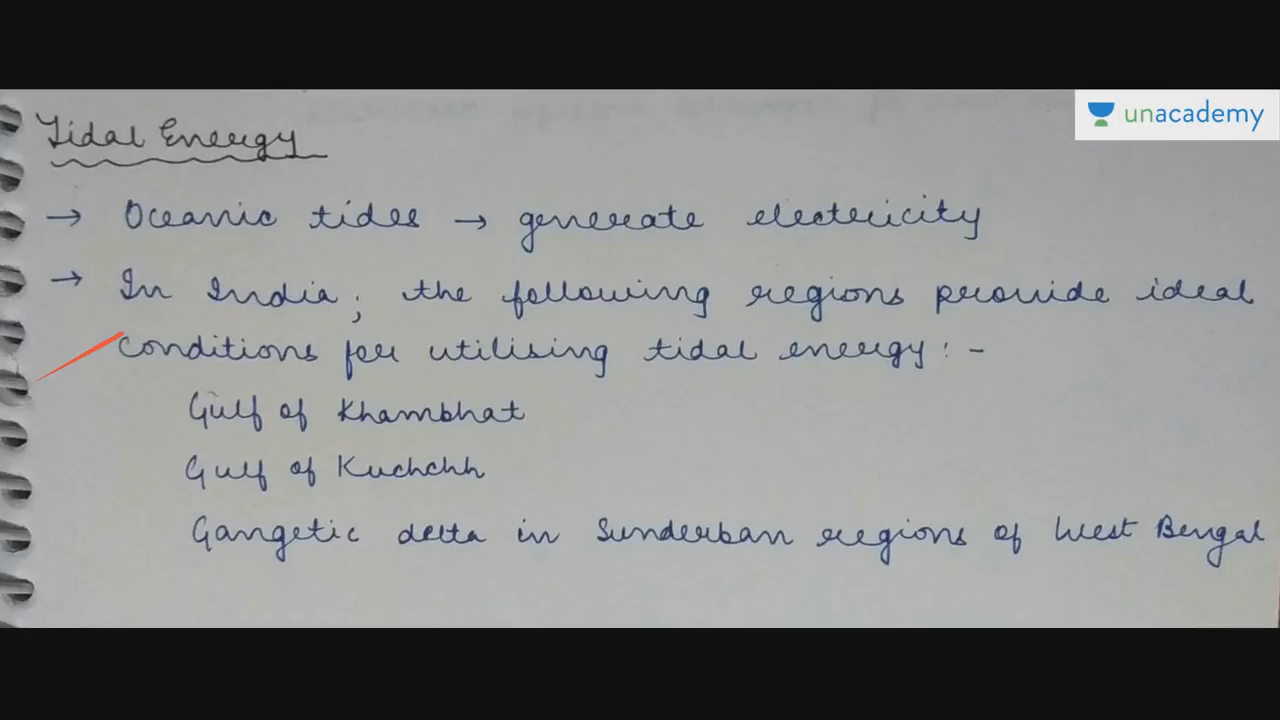 unacademy
Tidal Energy
→ Oceanic tides → generate electricity
→ In India; the following regions provide ideal
conditions for utilising tidal energy: -
Gulf of Khambhat
Gulf of Kuchchh
Gangetic delta in Sunderban regions of West Bengal